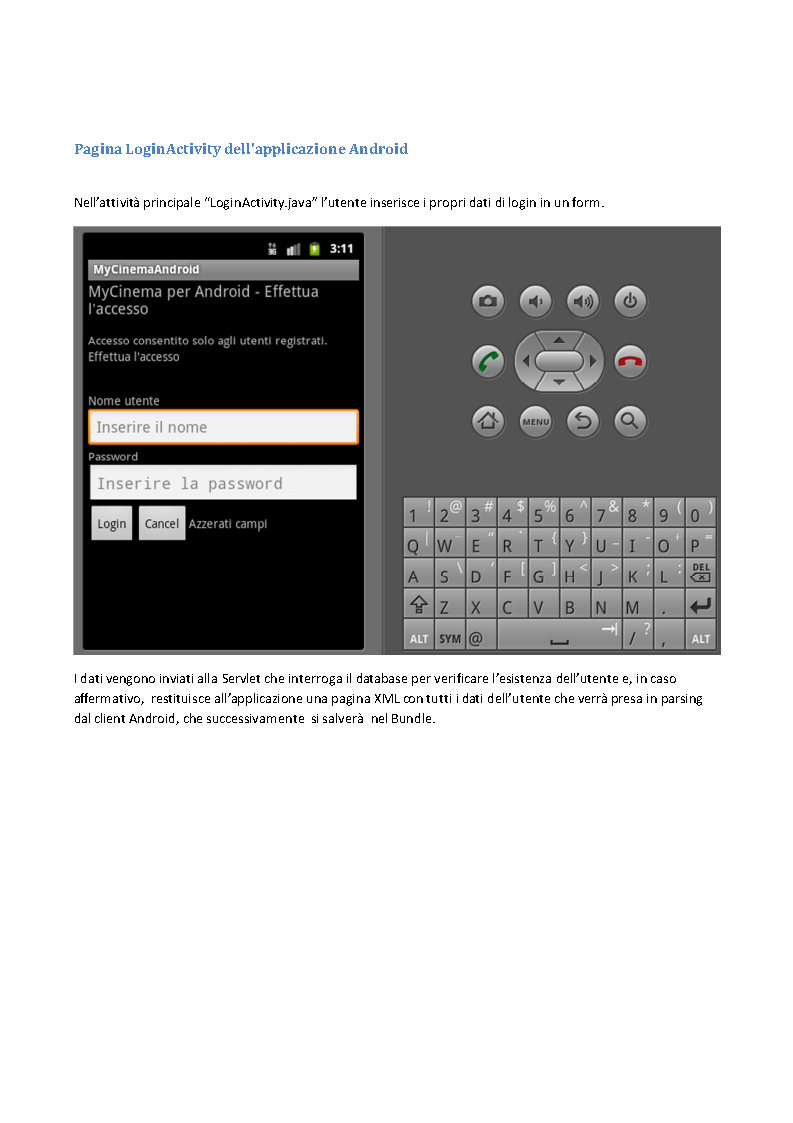 Pagina LoginActivity dell'applicazione Android
Nell'attività principale "LoginActivity.java" l'utente inserisce i propri dati di login in un form.
3G 3:11
MyCinemaAndroid
MyCinema per Android - Effettua
l'accesso
Accesso consentito solo agli utenti registrati.
Effettua l'accesso
Nome utente
Inserire il nome
Password
Inserire la password
Login Cancel Azzerati campi
MENU
1 ! 2 @ 3 # 4 $ 5 % 6 ^ 7 & 8 * 9 ( 0 )
Q | W ~ E " R ` T { Y } U _ I - O + P =
A S \ D ' F [ G ] H < J > K ; L : DEL
Z X C V B N M .
ALT SYM @ / ? , ALT
I dati vengono inviati alla Servlet che interroga il database per verificare l'esistenza dell'utente e, in caso
affermativo, restituisce all'applicazione una pagina XML con tutti i dati dell'utente che verrà presa in parsing
dal client Android, che successivamente si salverà nel Bundle.